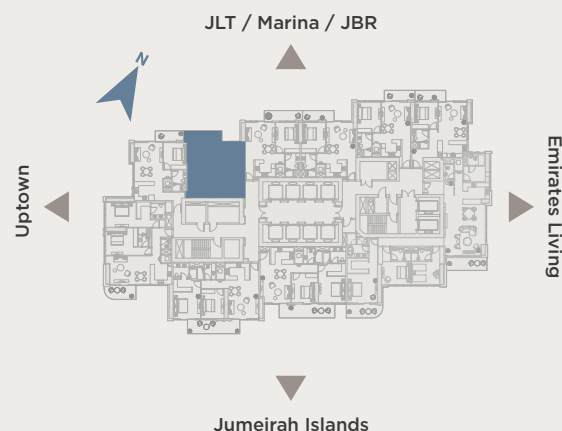 JLT / Marina / JBR
N
Uptown
Emirates Living
Jumeirah Islands